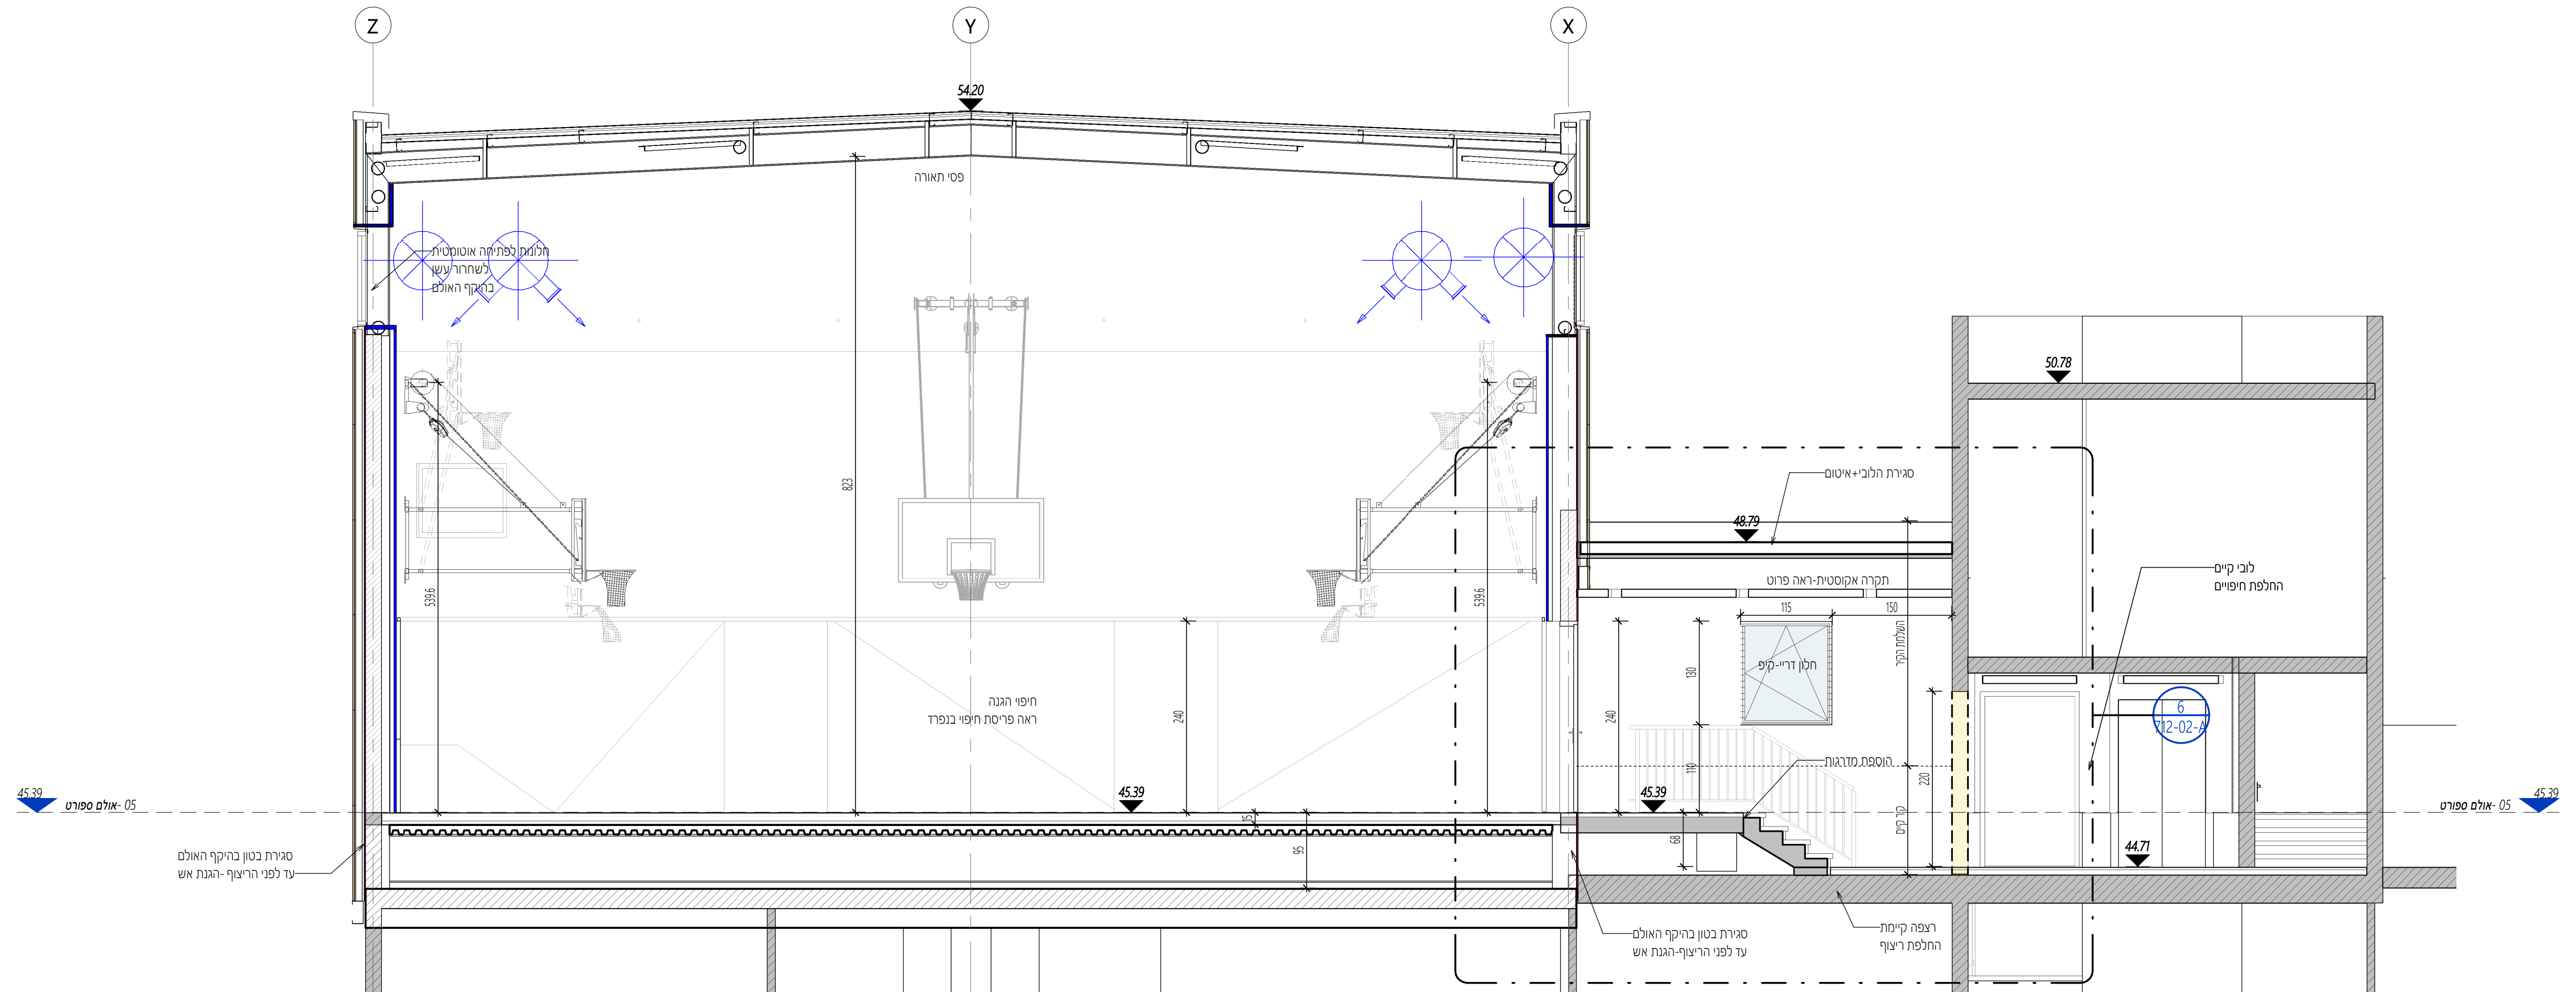 Z
Y
X
54.20
פסי תאורה
חלונות לפתיחה אוטומטית
לשחרור עשן
בהיקף האולם
50.78
סגירת הלובי+איטום
48.79
823
תקרה אקוסטית-ראה פרוט
לובי קיים
החלפת חיפויים
539.6
539.6
115
150
השלמת הקיר
חלון דריי-קיפ
130
240
240
חיפוי הגנה
ראה פריסת חיפוי בנפרד
6
712-02-A
הוספת מדרגות
110
220
45.39
05 -אולם ספורט
45.39
45.39
05 -אולם ספורט
45.39
קיר קיים
95
68
44.71
סגירת בטון בהיקף האולם
עד לפני הריצוף -הגנת אש
סגירת בטון בהיקף האולם
עד לפני הריצוף-הגנת אש
רצפה קיימת
החלפת ריצוף